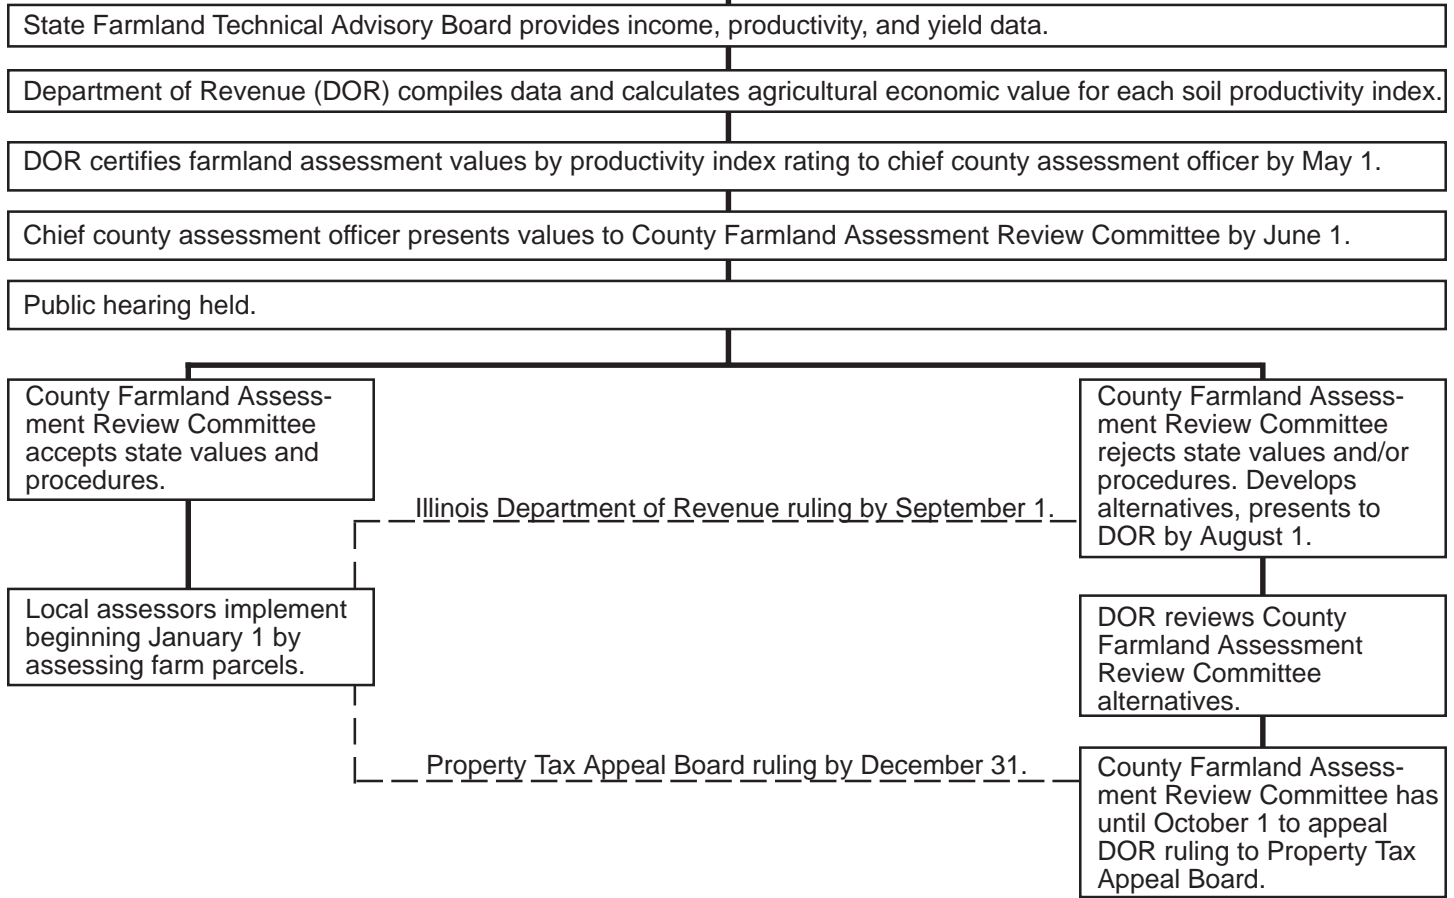 State Farmland Technical Advisory Board provides income, productivity, and yield data.
Department of Revenue (DOR) compiles data and calculates agricultural economic value for each soil productivity index.
DOR certifies farmland assessment values by productivity index rating to chief county assessment officer by May 1.
Chief county assessment officer presents values to County Farmland Assessment Review Committee by June 1.
Public hearing held.
County Farmland Assess-
ment Review Committee
accepts state values and
procedures.
County Farmland Assess-
ment Review Committee
rejects state values and/or
procedures. Develops
alternatives, presents to
DOR by August 1.
Illinois Department of Revenue ruling by September 1.
Local assessors implement
beginning January 1 by
assessing farm parcels.
DOR reviews County
Farmland Assessment
Review Committee
alternatives.
Property Tax Appeal Board ruling by December 31.
County Farmland Assess-
ment Review Committee has
until October 1 to appeal
DOR ruling to Property Tax
Appeal Board.